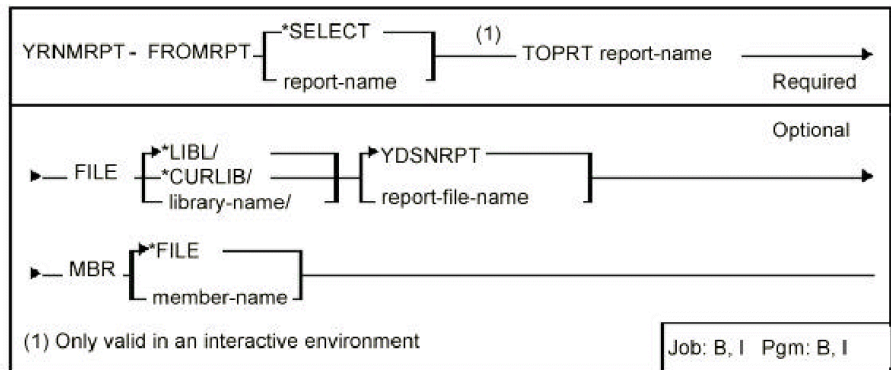 *SELECT
(1)
YRNMRPT - FROMRPT
TOPRT report-name
report-name
Required
Optional
*LIBL/
YDSNRPT
FILE
*CURLIB/
library-name/
report-file-name
*FILE
MBR
member-name
(1) Only valid in an interactive environment
Job: B, I Pgm: B, I